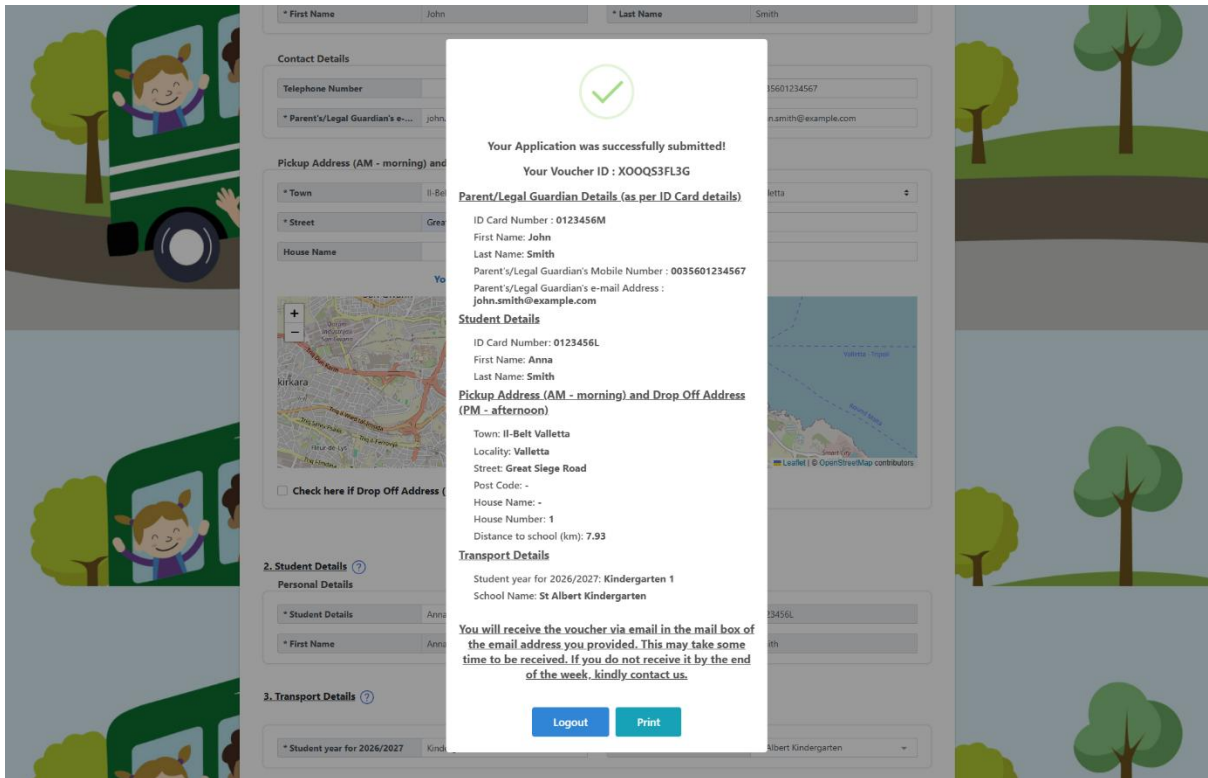 * First Name
John
* Last Name
Smith
Contact Details
Telephone Number
35601234567
* Parent's/Legal Guardian's e-...
john.
n.smith@example.com
Pickup Address (AM - morning) and
* Town
Il-Bel
letta
* Street
Grea
House Name
Yo
+
−
kirkara
Fleur-de-Lys
Smart City
Leaflet | © OpenStreetMap contributors
Check here if Drop Off Address (
2. Student Details ?
Personal Details
* Student Details
Anna
23456L
* First Name
Anna
ith
3. Transport Details ?
* Student year for 2026/2027
Kinde
Albert Kindergarten
Your Application was successfully submitted!
Your Voucher ID : XOOQS3FL3G
Parent/Legal Guardian Details (as per ID Card details)
ID Card Number : 0123456M
First Name: John
Last Name: Smith
Parent's/Legal Guardian's Mobile Number : 0035601234567
Parent's/Legal Guardian's e-mail Address :
john.smith@example.com
Student Details
ID Card Number: 0123456L
First Name: Anna
Last Name: Smith
Pickup Address (AM - morning) and Drop Off Address
(PM - afternoon)
Town: Il-Belt Valletta
Locality: Valletta
Street: Great Siege Road
Post Code: -
House Name: -
House Number: 1
Distance to school (km): 7.93
Transport Details
Student year for 2026/2027: Kindergarten 1
School Name: St Albert Kindergarten
You will receive the voucher via email in the mail box of
the email address you provided. This may take some
time to be received. If you do not receive it by the end
of the week, kindly contact us.
Logout
Print